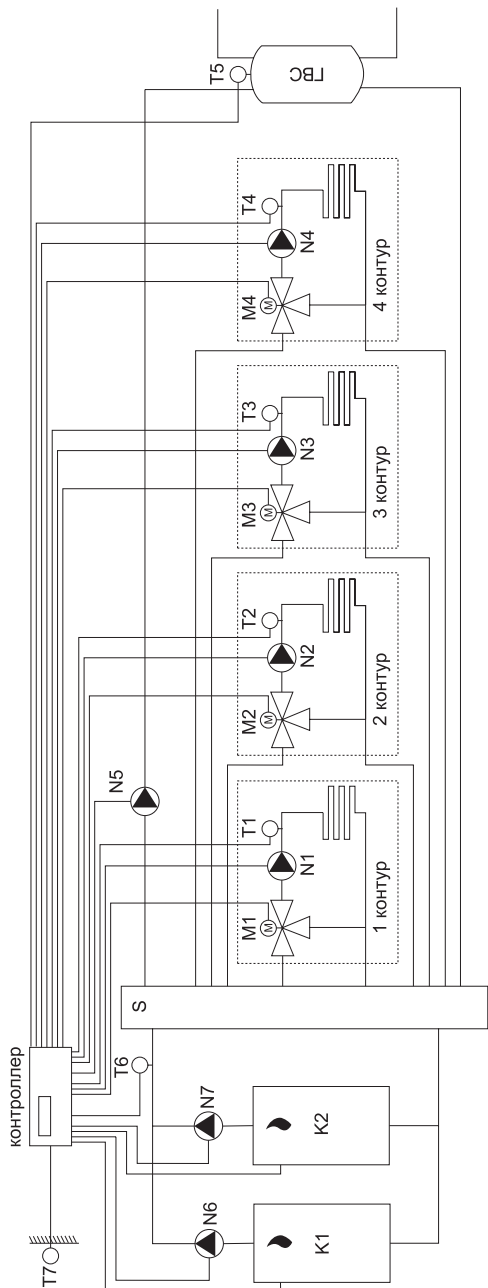 контроллер
T7
T6
N6
N7
K1
K2
S
N5
M1
N1
T1
1 контур
M2
N2
T2
2 контур
M3
N3
T3
3 контур
M4
N4
T4
4 контур
T5
ГВС
M
M
M
M